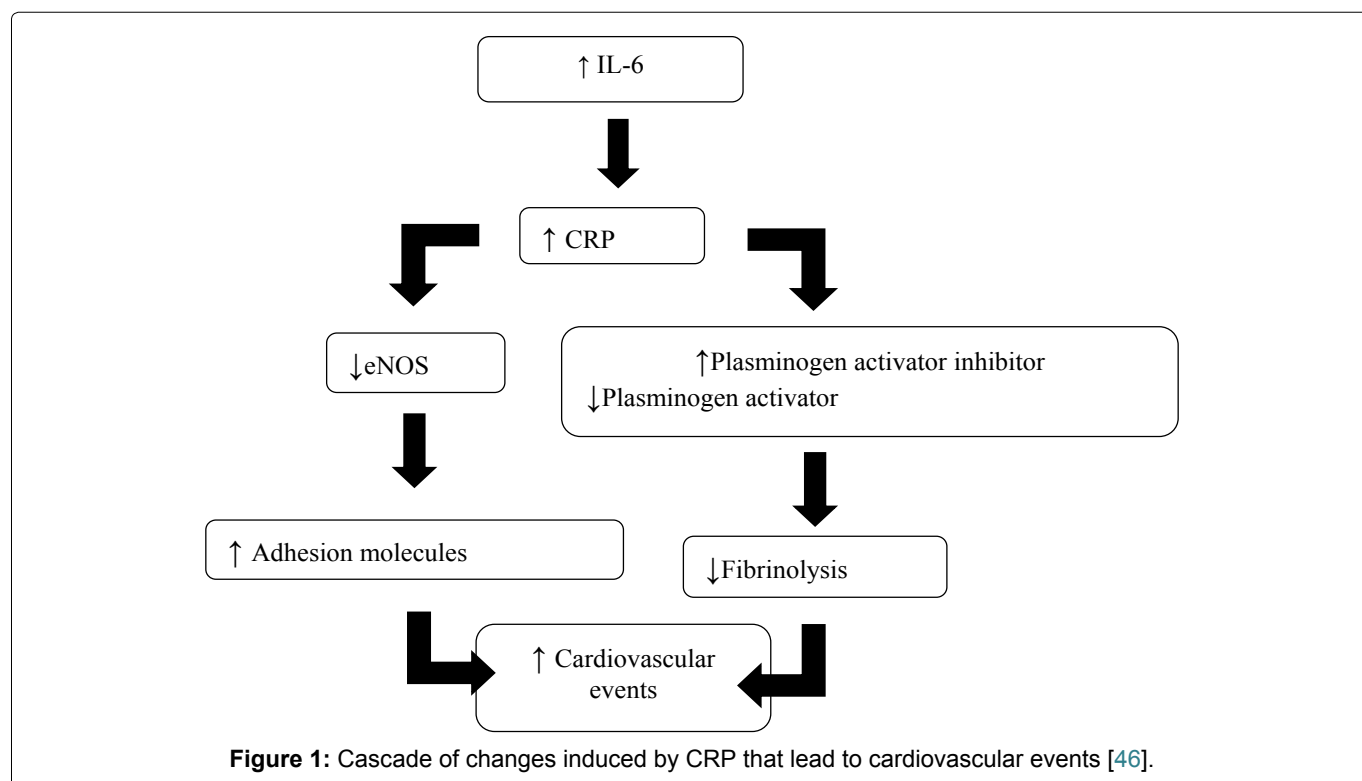 ↑ IL-6
↑ CRP
↓eNOS
↑Plasminogen activator inhibitor
↓Plasminogen activator
↑ Adhesion molecules
↓Fibrinolysis
↑ Cardiovascular
events
Figure 1: Cascade of changes induced by CRP that lead to cardiovascular events [46].